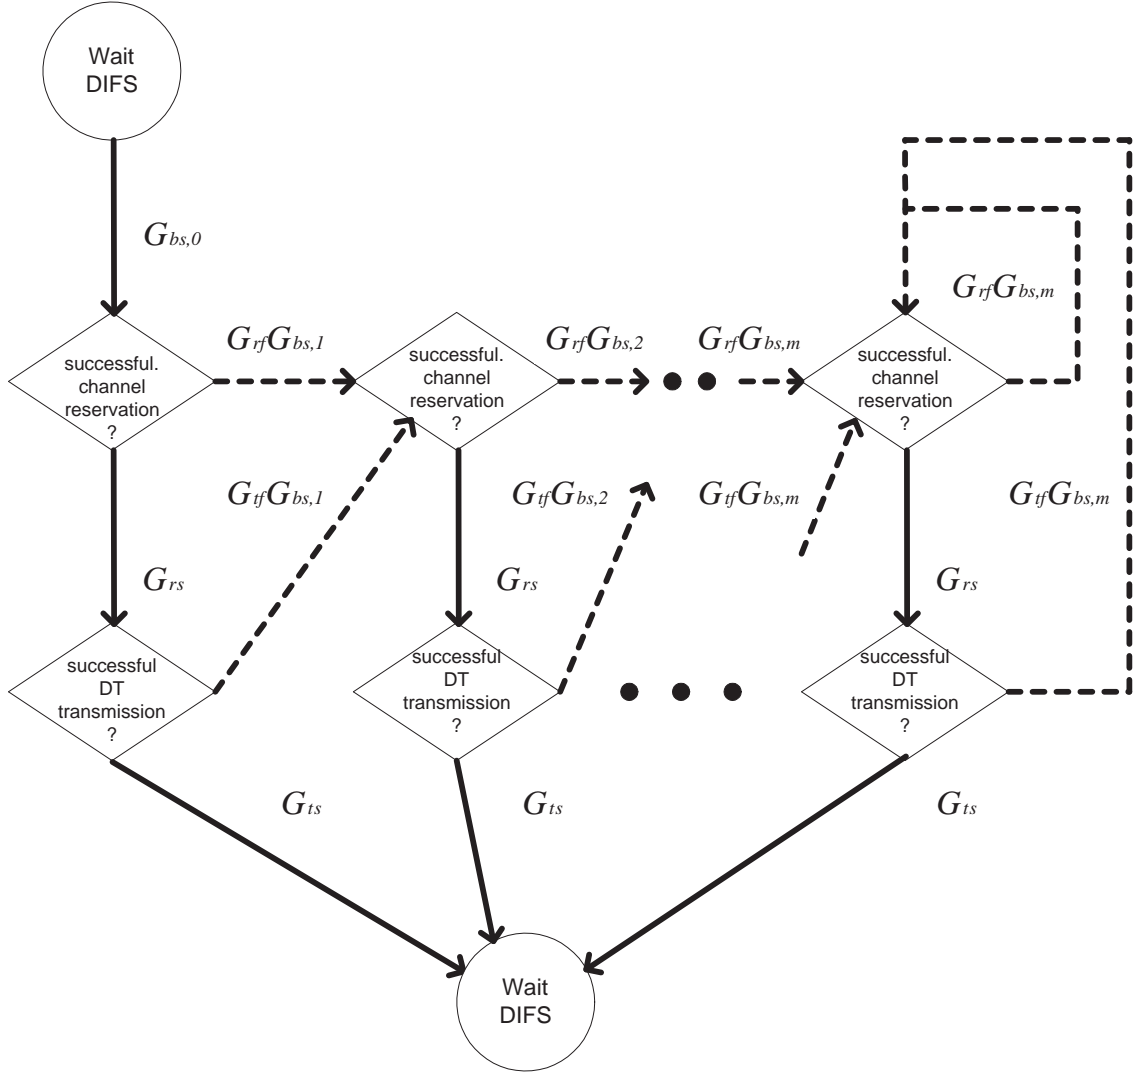 Wait
DIFS
Gbs,0
GrfGbs,1
GrfGbs,2
GrfGbs,m
GrfGbs,m
successful.
channel
reservation
?
successful.
channel
reservation
?
successful.
channel
reservation
?
GtfGbs,1
GtfGbs,2
GtfGbs,m
GtfGbs,m
Grs
Grs
Grs
successful
DT
transmission
?
successful
DT
transmission
?
successful
DT
transmission
?
Gts
Gts
Gts
Wait
DIFS